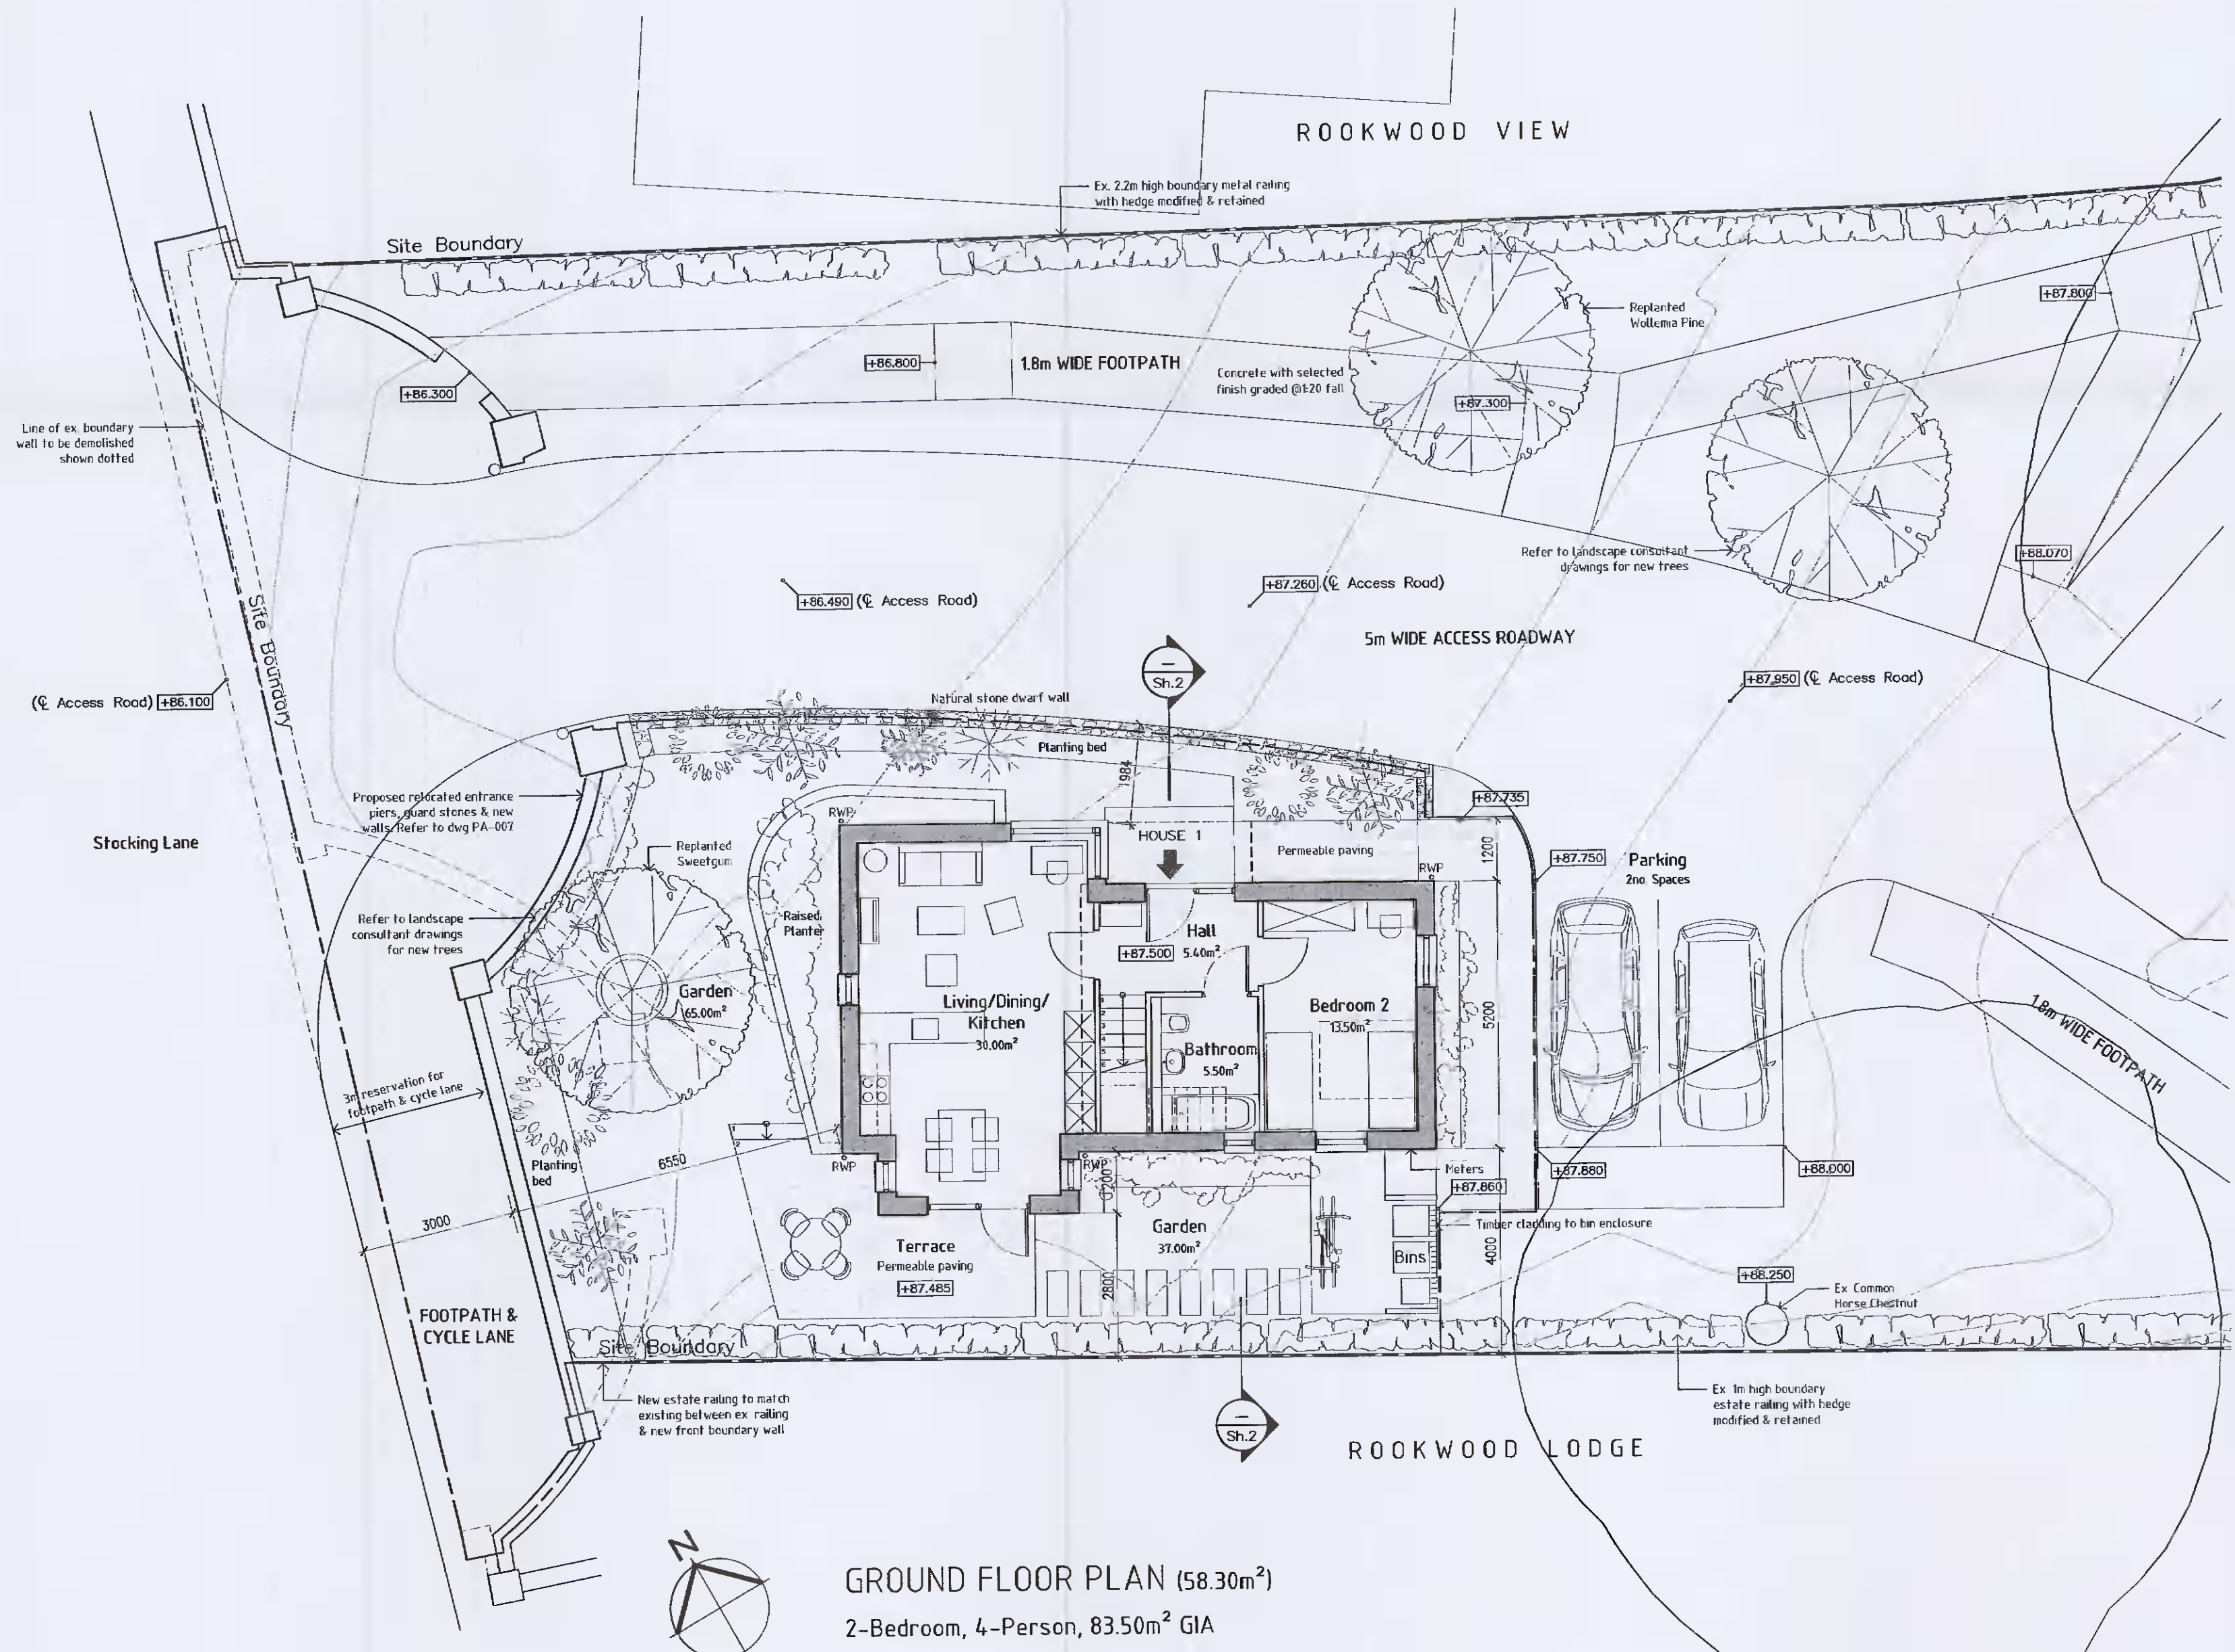 ROOKWOOD VIEW
Ex. 2.2m high boundary metal railing
with hedge modified & retained
Site Boundary
+87.800
Replanted
Wollemia Pine
+86.800
1.8m WIDE FOOTPATH
Concrete with selected
finish graded @1:20 fall
+86.300
+87.300
Line of ex. boundary
wall to be demolished
shown dotted
Refer to landscape consultant
drawings for new trees
+88.070
+86.490 (℄ Access Road)
+87.260 (℄ Access Road)
Site Boundary
5m WIDE ACCESS ROADWAY
Sh.2
(℄ Access Road) +86.100
+87.950 (℄ Access Road)
Natural stone dwarf wall
Planting bed
1984
Proposed relocated entrance
piers, guard stones & new
walls. Refer to dwg PA-007
+87.735
RWP
HOUSE 1
Stocking Lane
Replanted
Sweetgum
Permeable paving
1200
+87.750
Parking
2no. Spaces
RWP
Refer to landscape
consultant drawings
for new trees
Raised
Planter
Hall
5.40m²
+87.500
Garden
65.00m²
Living/Dining/
Kitchen
30.00m²
Bedroom 2
13.50m²
5200
1.8m WIDE FOOTPATH
Bathroom
5.50m²
3m reservation for
footpath & cycle lane
Planting
bed
6550
RWP
RWP
1200
Meters
+87.860
+87.880
+88.000
3000
Garden
37.00m²
Timber cladding to bin enclosure
Terrace
Permeable paving
+87.485
Bins
4000
2800
+88.250
Ex Common
Horse Chestnut
FOOTPATH &
CYCLE LANE
Site Boundary
New estate railing to match
existing between ex railing
& new front boundary wall
Ex 1m high boundary
estate railing with hedge
modified & retained
Sh.2
ROOKWOOD LODGE
N
GROUND FLOOR PLAN (58.30m²)
2-Bedroom, 4-Person, 83.50m² GIA